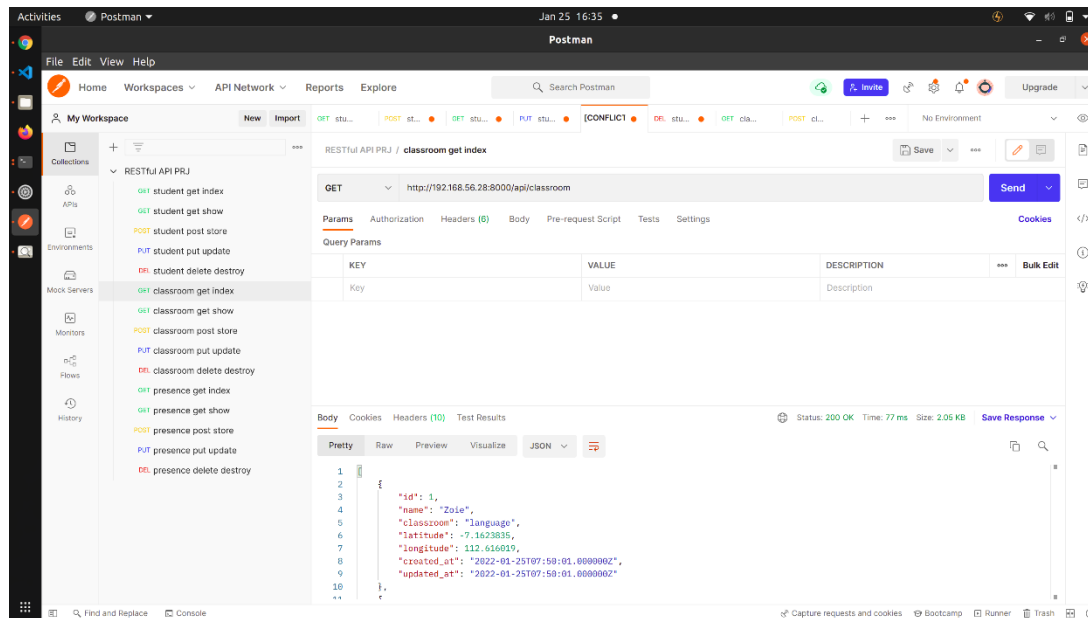 Activities Postman Jan 25 16:35
Postman
File Edit View Help
Home Workspaces API Network Reports Explore Search Postman Invite Upgrade
My Workspace New Import GET stu... POST st... GET stu... PUT stu... [CONFLICT DEL stu... GET cla... POST cl... No Environment
Collections
APIs
Environments
Mock Servers
Monitors
Flows
History
RESTful API PRJ
GET student get index
GET student get show
POST student post store
PUT student put update
DEL student delete destroy
GET classroom get index
GET classroom get show
POST classroom post store
PUT classroom put update
DEL classroom delete destroy
GET presence get index
GET presence get show
POST presence post store
PUT presence put update
DEL presence delete destroy
RESTful API PRJ / classroom get index Save
GET http://192.168.56.28:8000/api/classroom Send
Params Authorization Headers (6) Body Pre-request Script Tests Settings Cookies
Query Params
KEY VALUE DESCRIPTION Bulk Edit
Key Value Description
Body Cookies Headers (10) Test Results Status: 200 OK Time: 77 ms Size: 2.05 KB Save Response
Pretty Raw Preview Visualize JSON
1 [
2 {
3 "id": 1,
4 "name": "Zoie",
5 "classroom": "language",
6 "latitude": -7.1623835,
7 "longitude": 112.616019,
8 "created_at": "2022-01-25T07:50:01.000000Z",
9 "updated_at": "2022-01-25T07:50:01.000000Z"
10 },
Find and Replace Console Capture requests and cookies Bootcamp Runner Trash